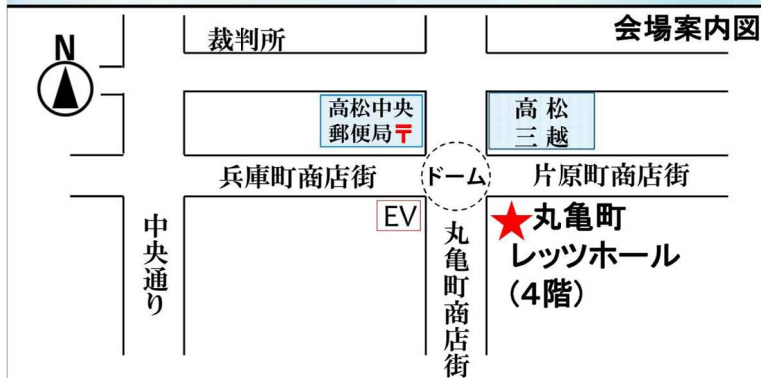 会場案内図
N
裁判所
高松中央
郵便局〒
高松
三越
兵庫町商店街
ドーム
片原町商店街
EV
★丸亀町
レッツホール
(4階)
中央通り
丸亀町商店街